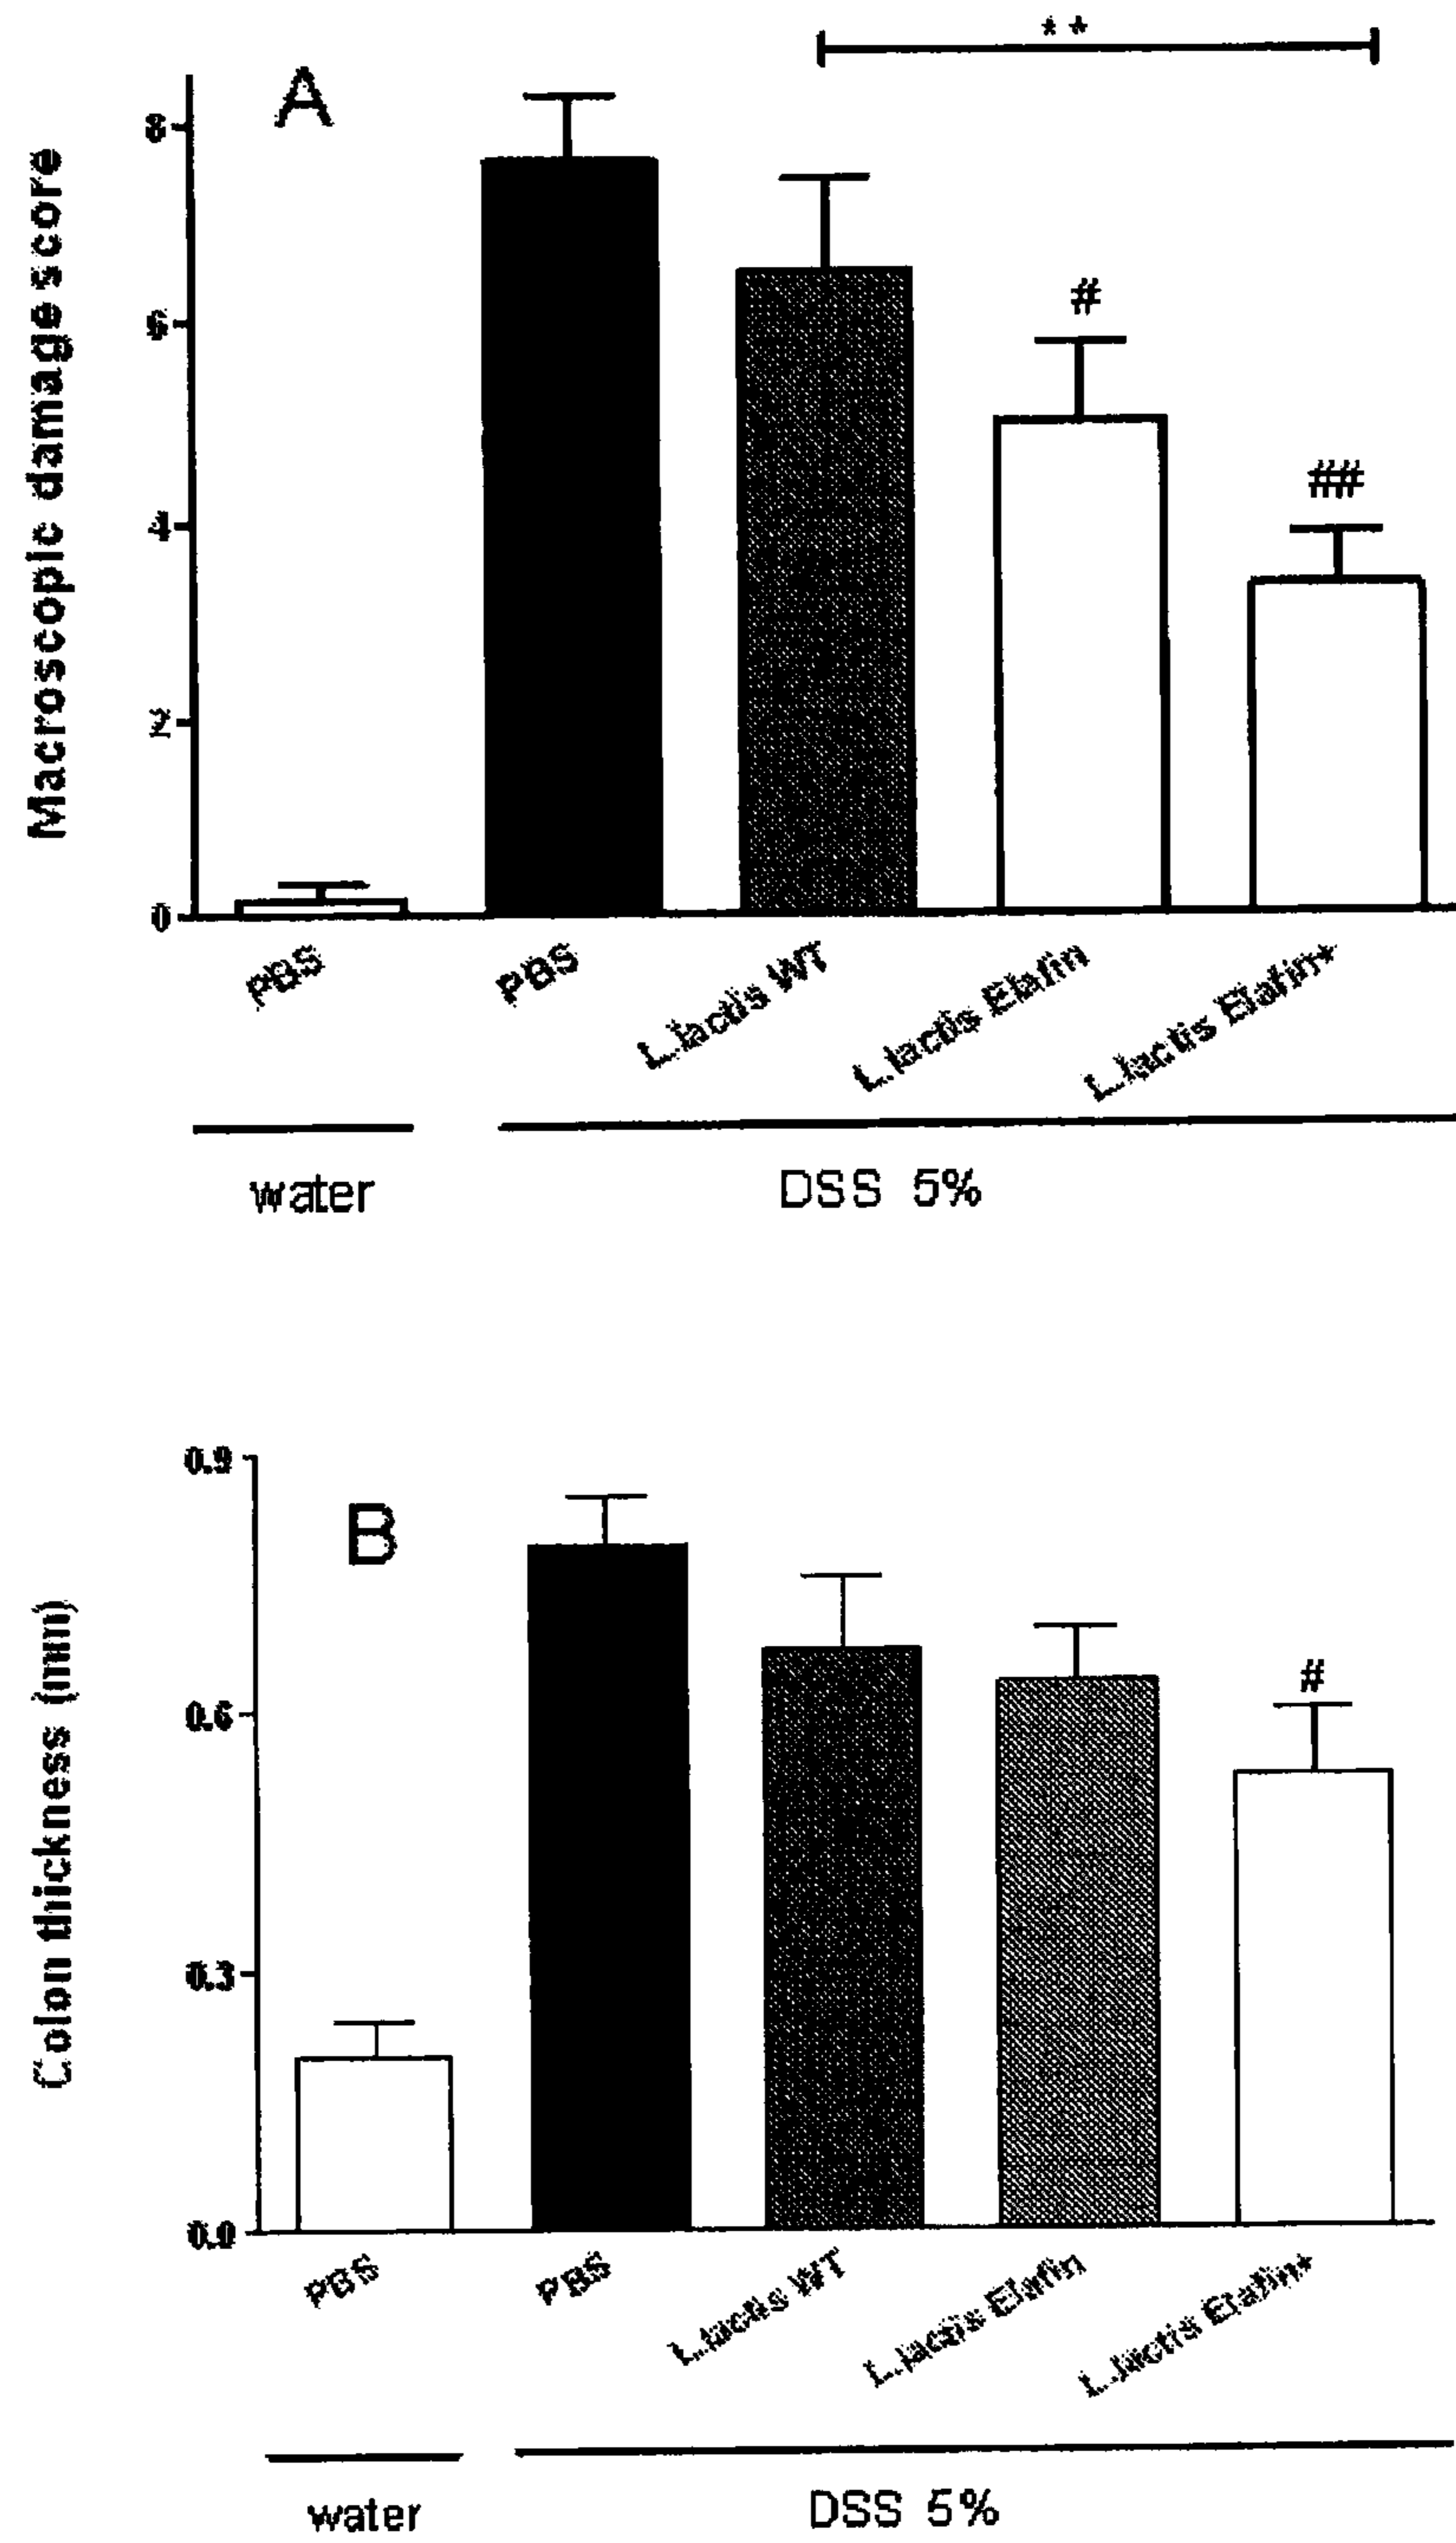 **
A
Macroscopic damage score
8
6
4
2
0
#
##
PBS
PBS
L.lactis WT
L.lactis Elafin
L.lactis Elafin+
water
DSS 5%
B
Colon thickness (mm)
0.9
0.6
0.3
0.0
#
PBS
PBS
L.lactis WT
L.lactis Elafin
L.lactis Elafin+
water
DSS 5%